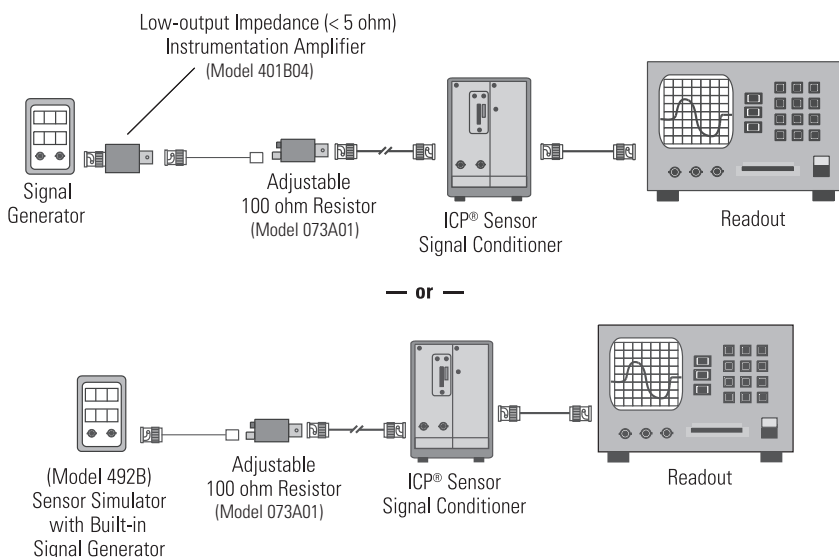 Low-output Impedance (< 5 ohm)
Instrumentation Amplifier
(Model 401B04)
Signal
Generator
Adjustable
100 ohm Resistor
(Model 073A01)
ICP® Sensor
Signal Conditioner
Readout
— or —
(Model 492B)
Sensor Simulator
with Built-in
Signal Generator
Adjustable
100 ohm Resistor
(Model 073A01)
ICP® Sensor
Signal Conditioner
Readout